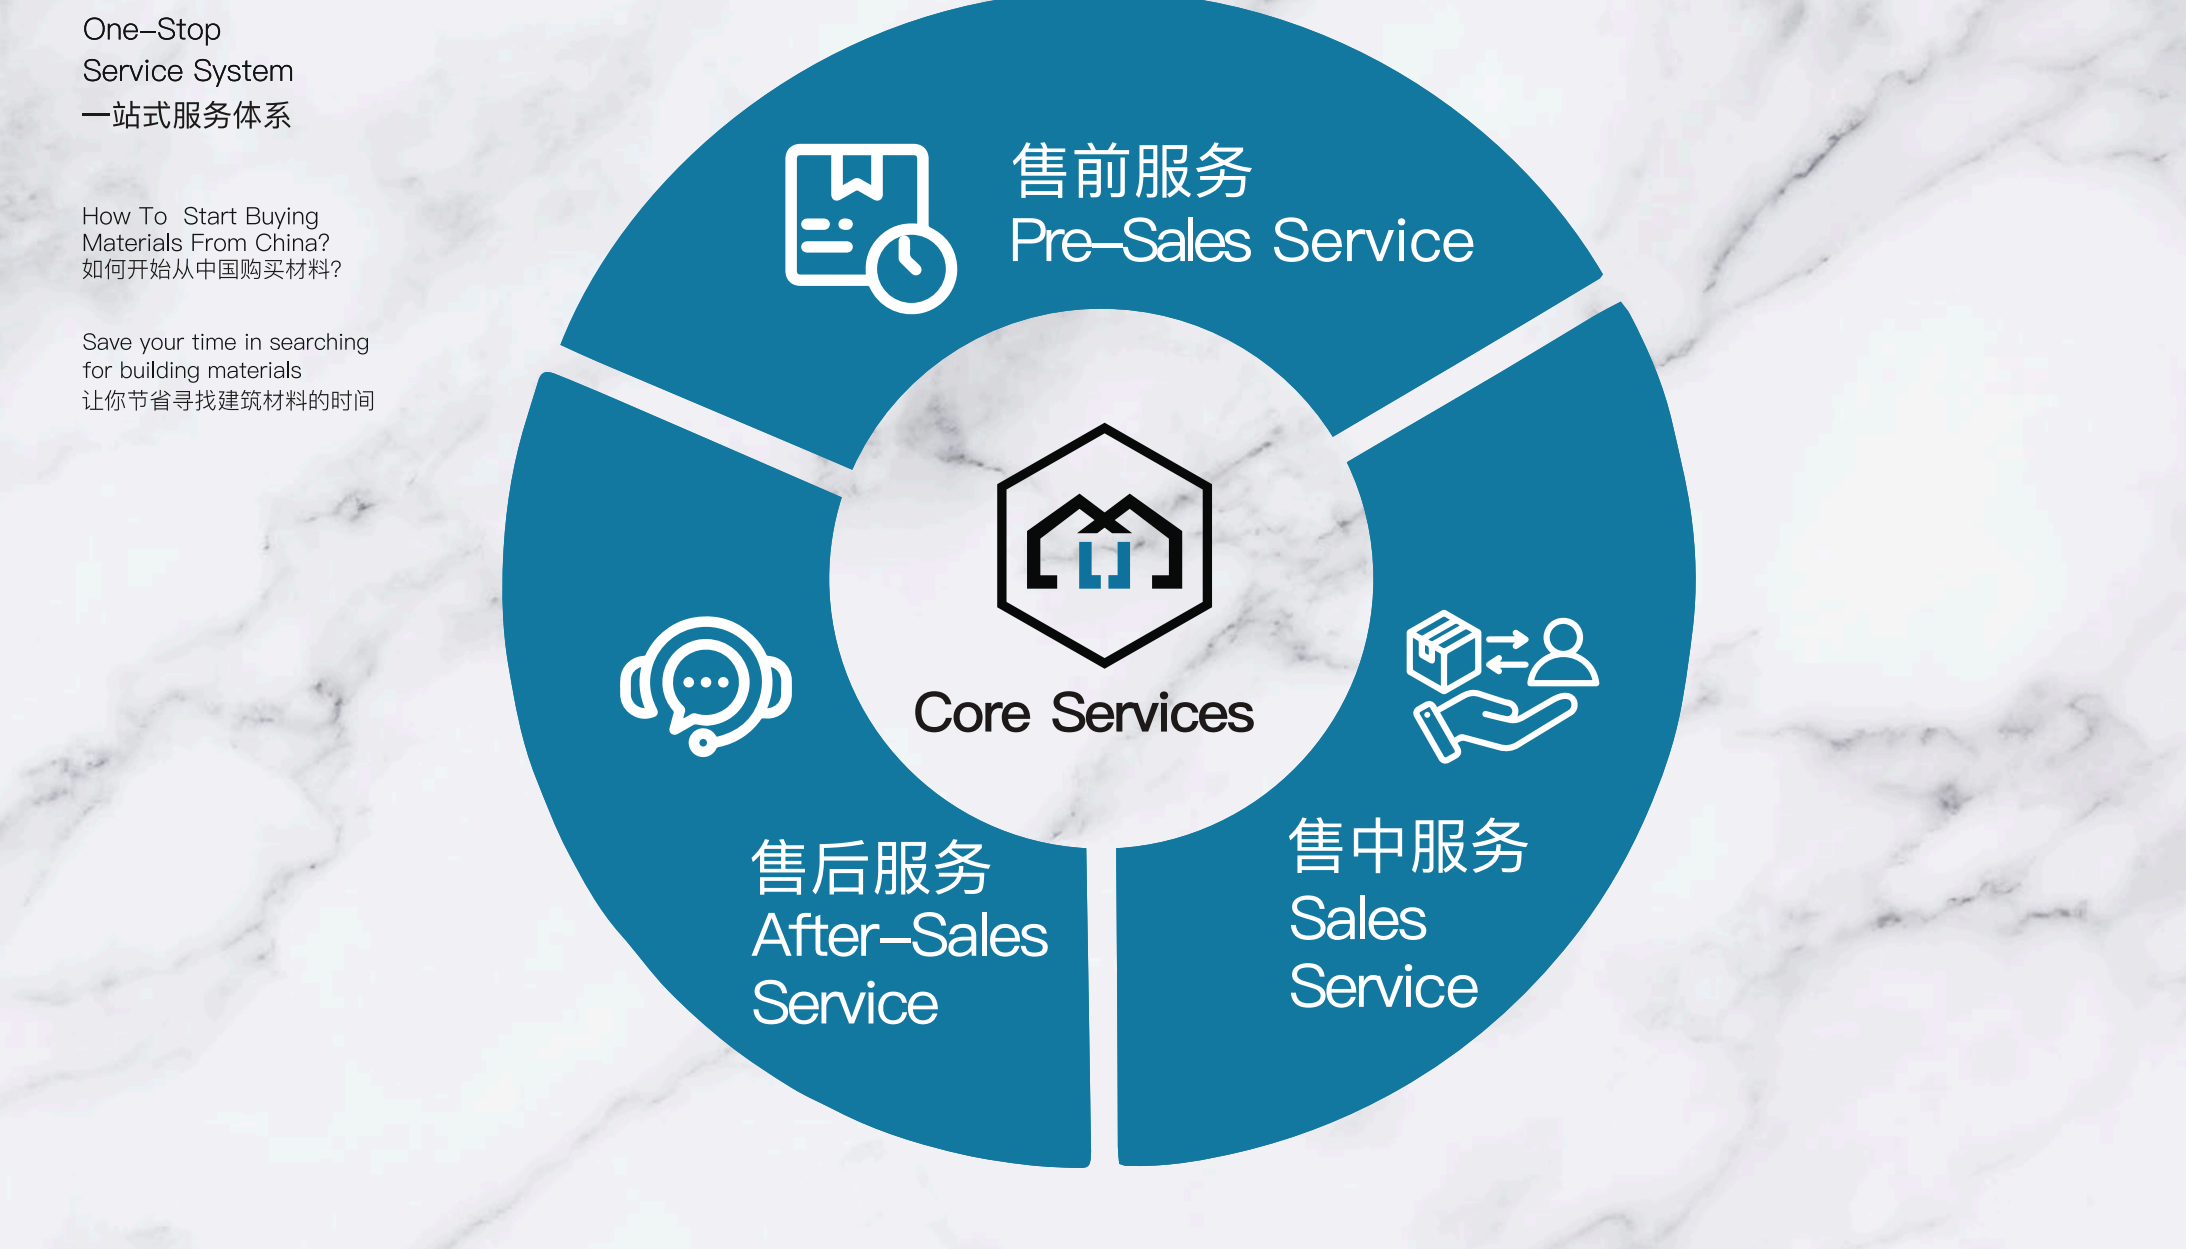 One–Stop
Service System
一站式服务体系
How To  Start Buying
Materials From China?
如何开始从中国购买材料?
Save your time in searching
for building materials
让你节省寻找建筑材料的时间
售前服务
Pre–Sales Service
Core Services
售后服务
After–Sales
Service
售中服务
Sales
Service